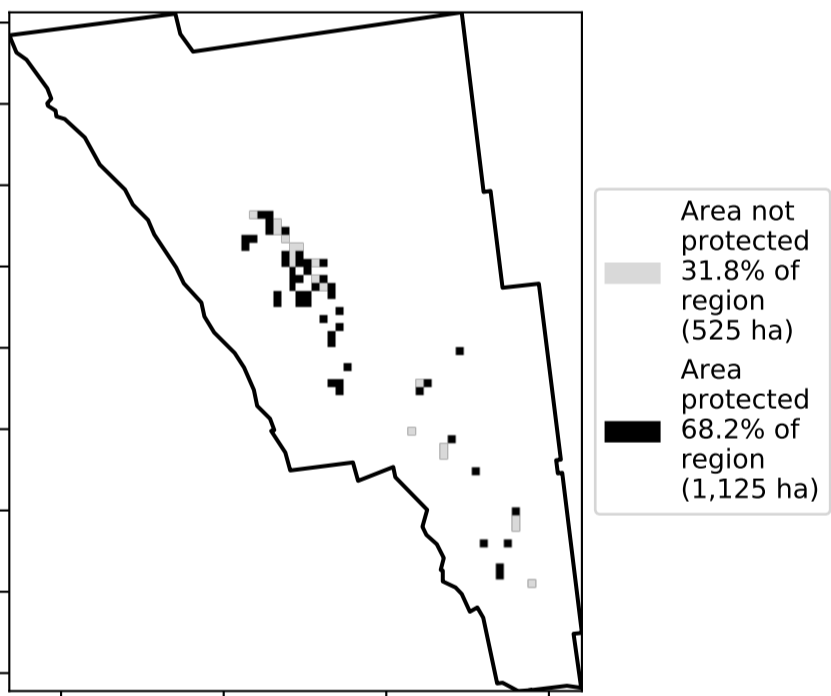 Area not
protected
31.8% of
region
(525 ha)
Area
protected
68.2% of
region
(1,125 ha)